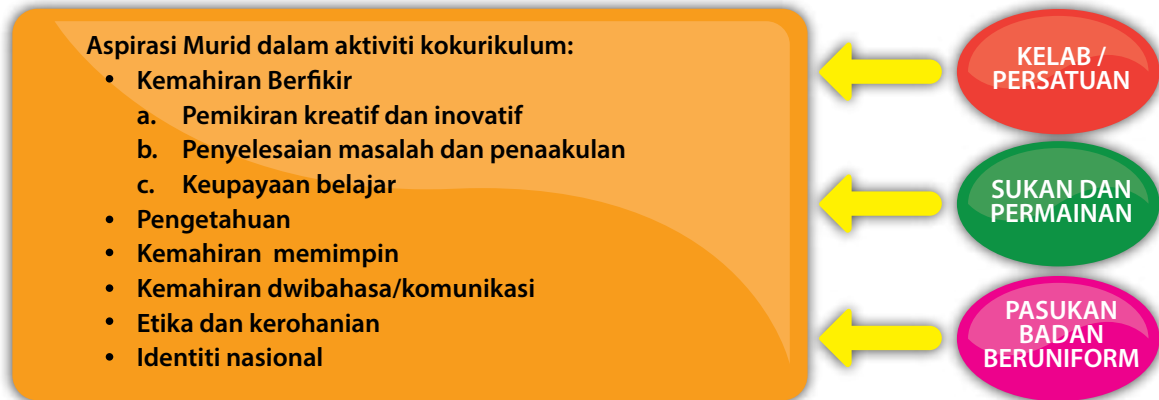 Aspirasi Murid dalam aktiviti kokurikulum:
• Kemahiran Berfikir
a. Pemikiran kreatif dan inovatif
b. Penyelesaian masalah dan penaakulan
c. Keupayaan belajar
• Pengetahuan
• Kemahiran memimpin
• Kemahiran dwibahasa/komunikasi
• Etika dan kerohanian
• Identiti nasional
KELAB /
PERSATUAN
SUKAN DAN
PERMAINAN
PASUKAN
BADAN
BERUNIFORM